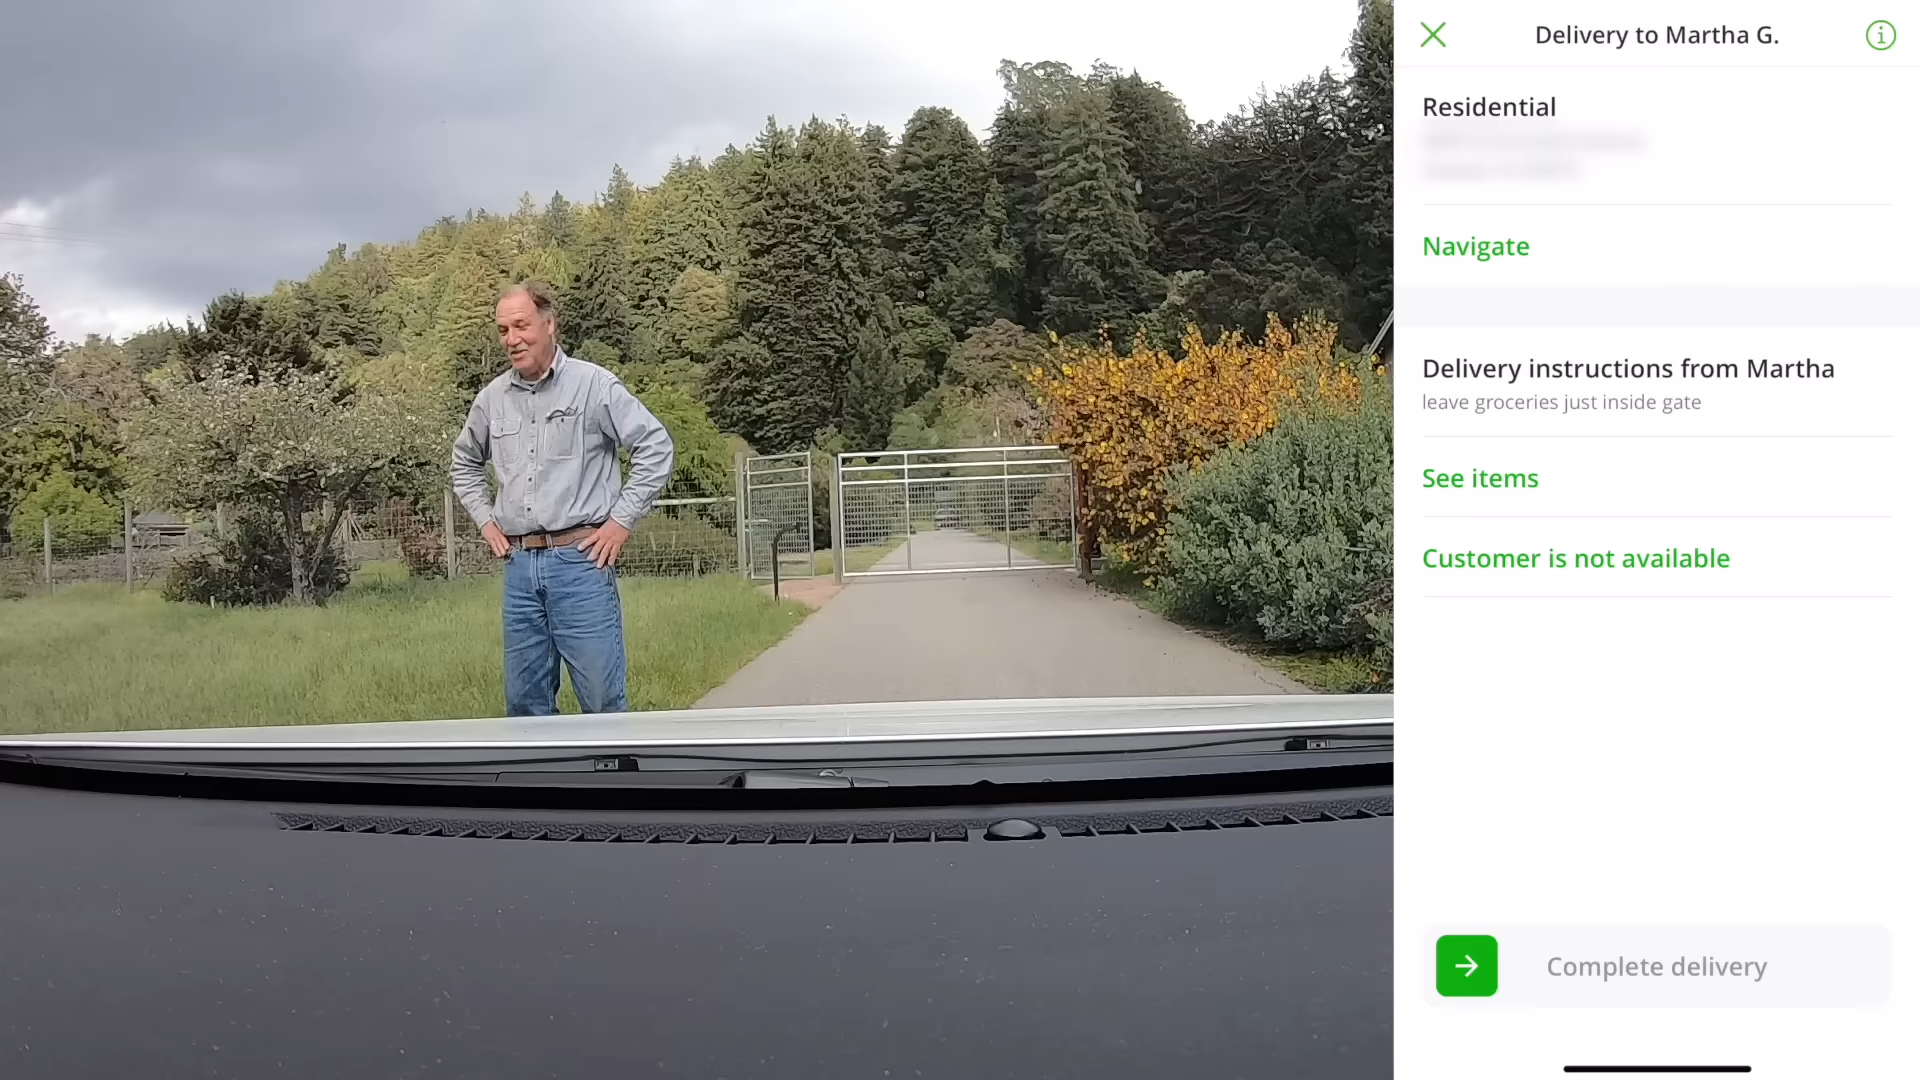 Delivery to Martha G.
Residential
Navigate
Delivery instructions from Martha
leave groceries just inside gate
See items
Customer is not available
Complete delivery